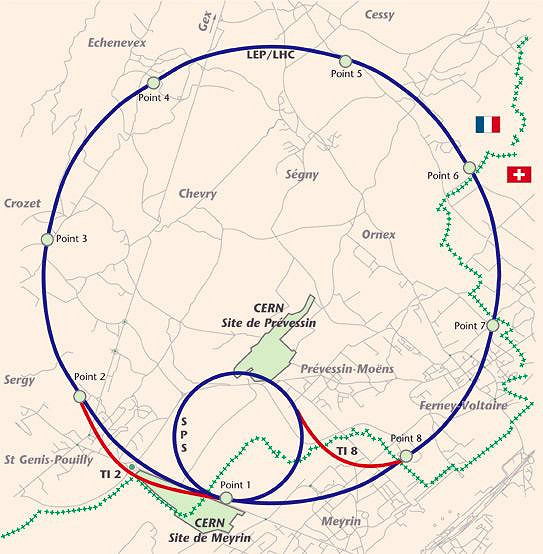 Cessy
Gex
Echenevex
LEP/LHC
Point 5
Point 4
Ségny
Point 6
Chevry
Crozet
Point 3
Ornex
CERN
Site de Prévessin
Point 7
Prévessin-Moëns
Point 2
Sergy
Ferney-Voltaire
S
P
S
Point 8
TI 8
St Genis-Pouilly
TI 2
Point 1
CERN
Site de Meyrin
Meyrin